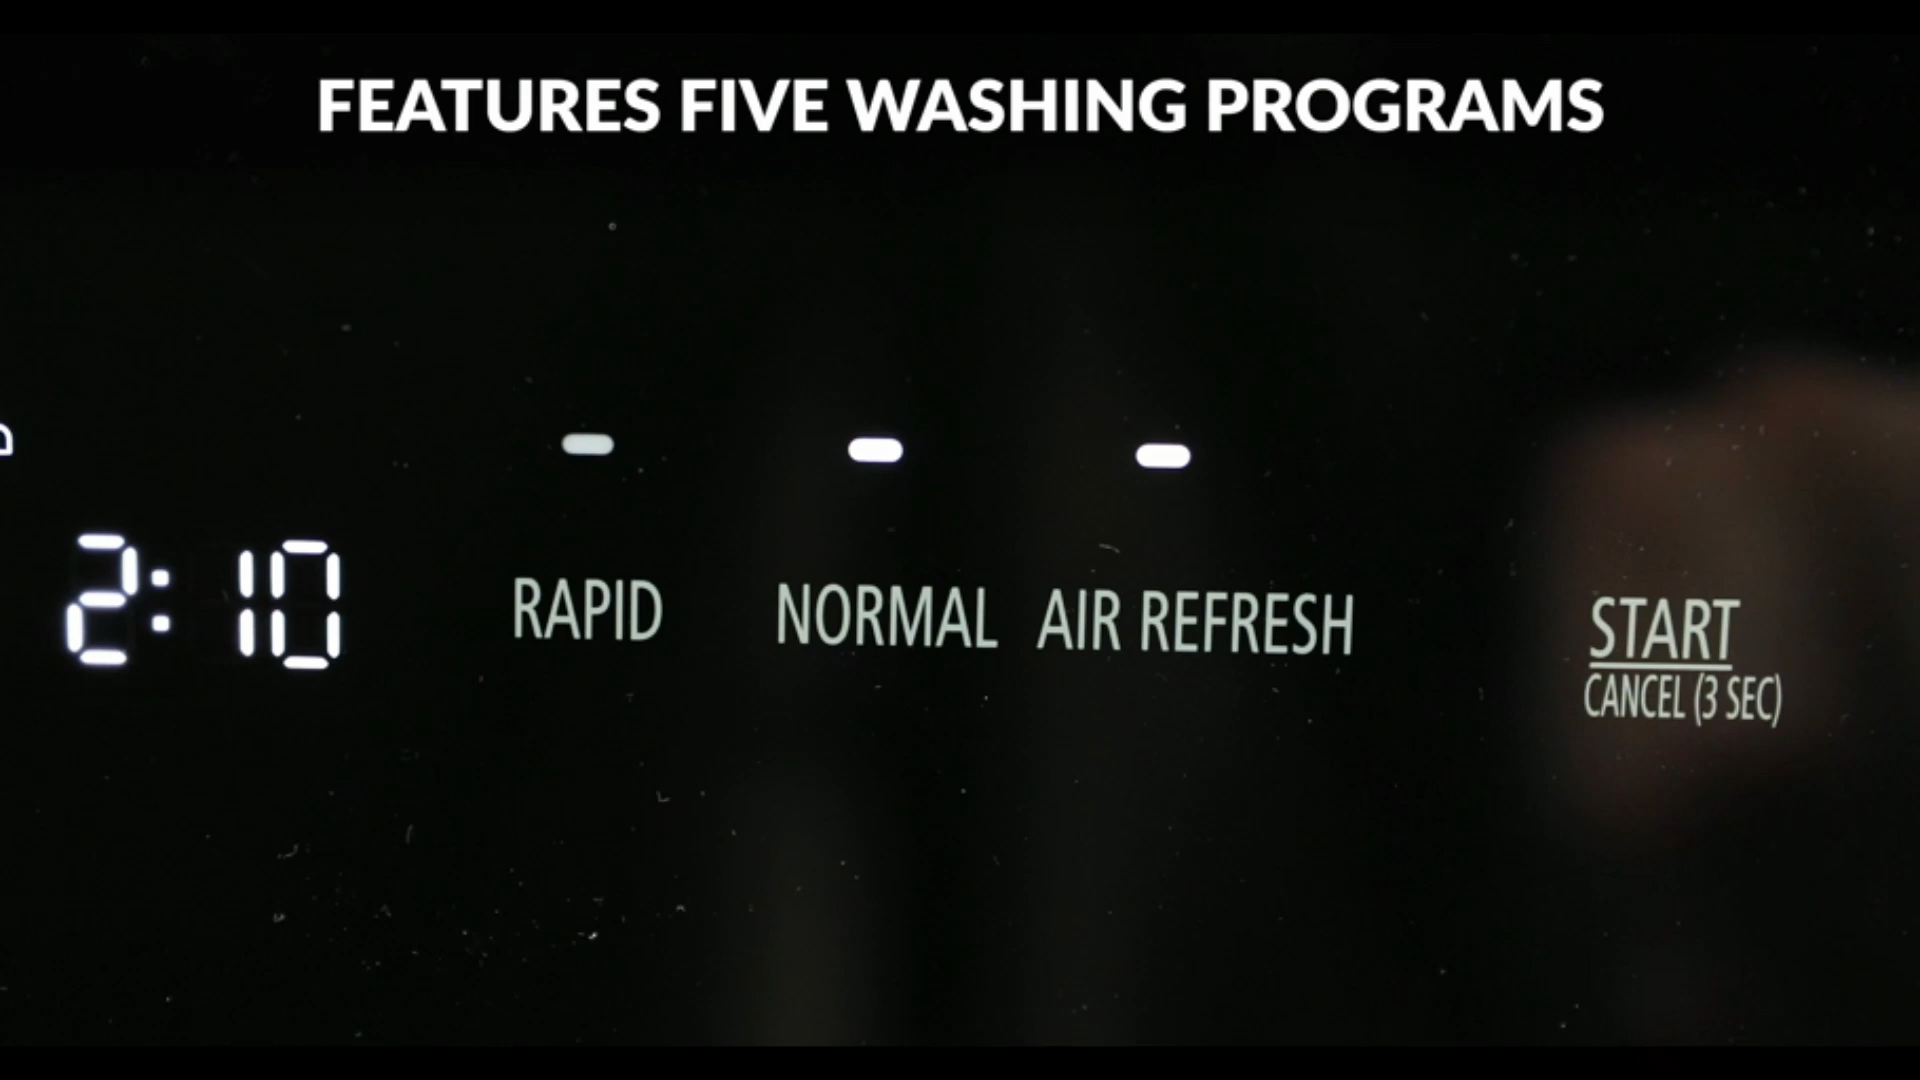 FEATURES FIVE WASHING PROGRAMS
2:10
RAPID
NORMAL
AIR REFRESH
START
CANCEL (3 SEC)